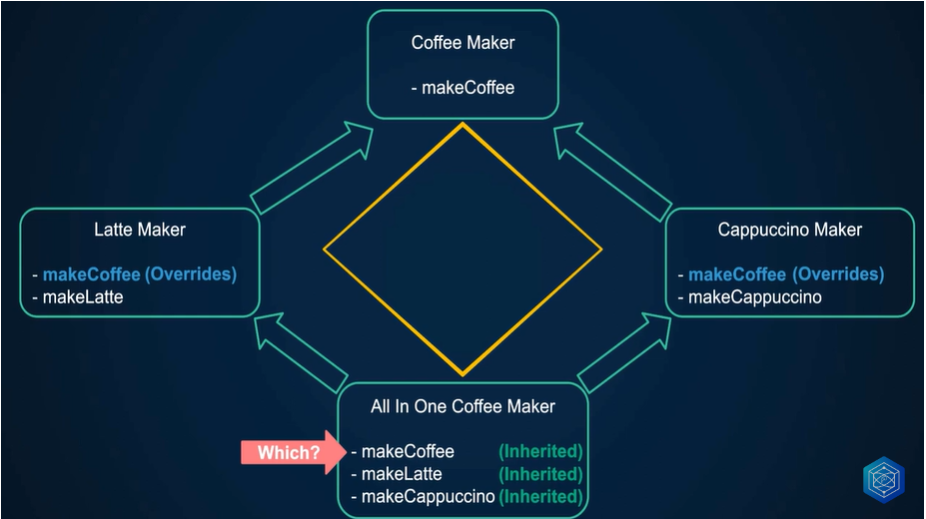 Coffee Maker
- makeCoffee
Latte Maker
- makeCoffee (Overrides)
- makeLatte
Cappuccino Maker
- makeCoffee (Overrides)
- makeCappuccino
All In One Coffee Maker
Which?
- makeCoffee (Inherited)
- makeLatte (Inherited)
- makeCappuccino (Inherited)